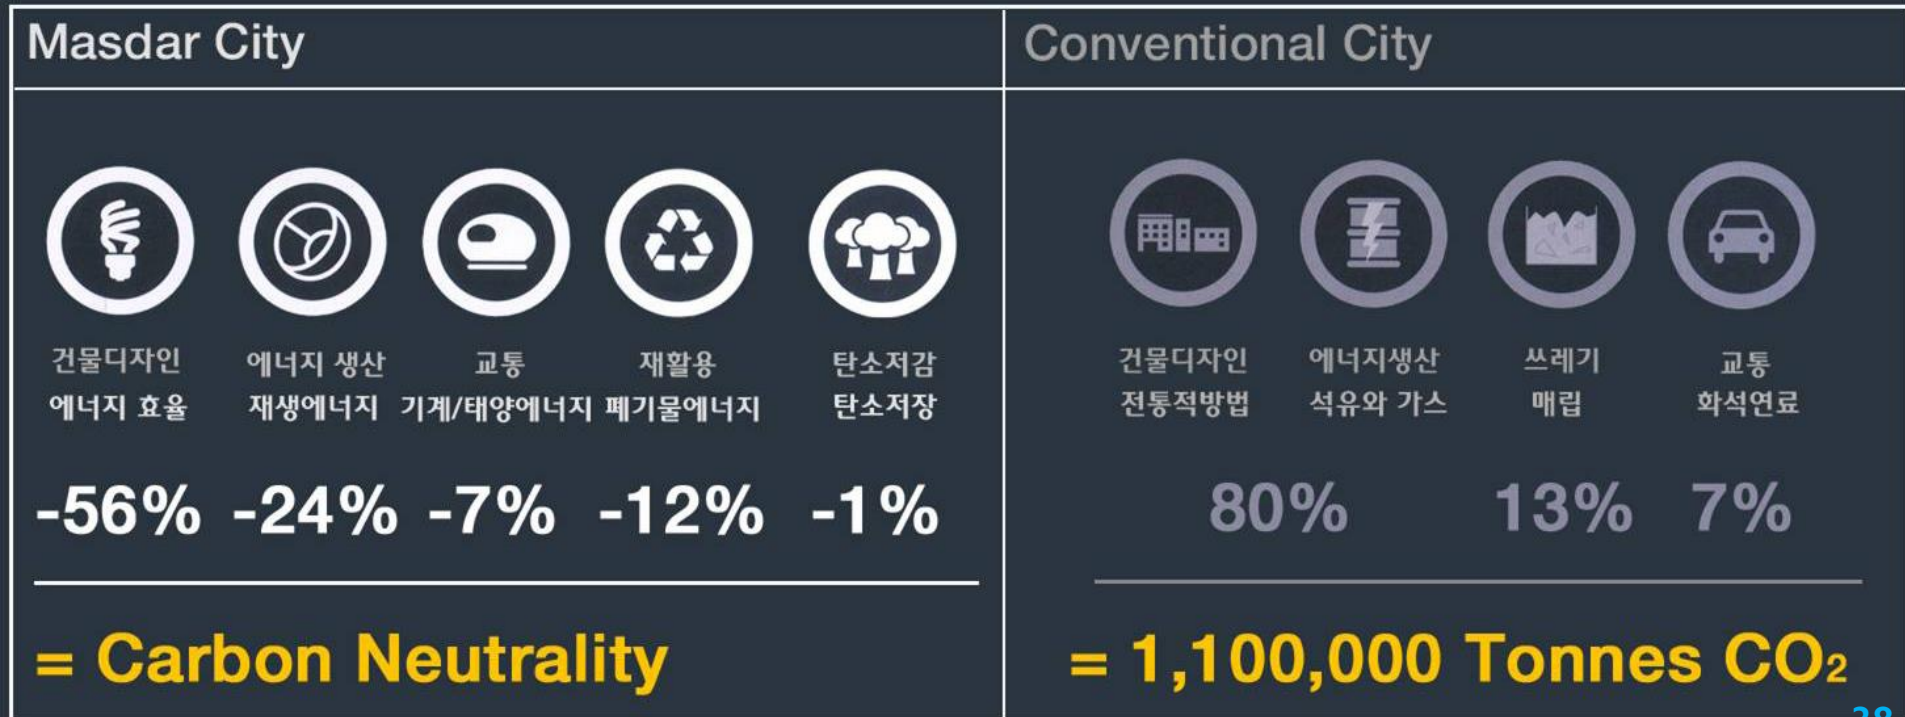 Masdar City
건물디자인 에너지 생산 교통 재활용 탄소저감
에너지 효율 재생에너지 기계/태양에너지 폐기물에너지 탄소저장
-56% -24% -7% -12% -1%
= Carbon Neutrality
Conventional City
건물디자인 에너지생산 쓰레기 교통
전통적방법 석유와 가스 매립 화석연료
80% 13% 7%
= 1,100,000 Tonnes CO₂